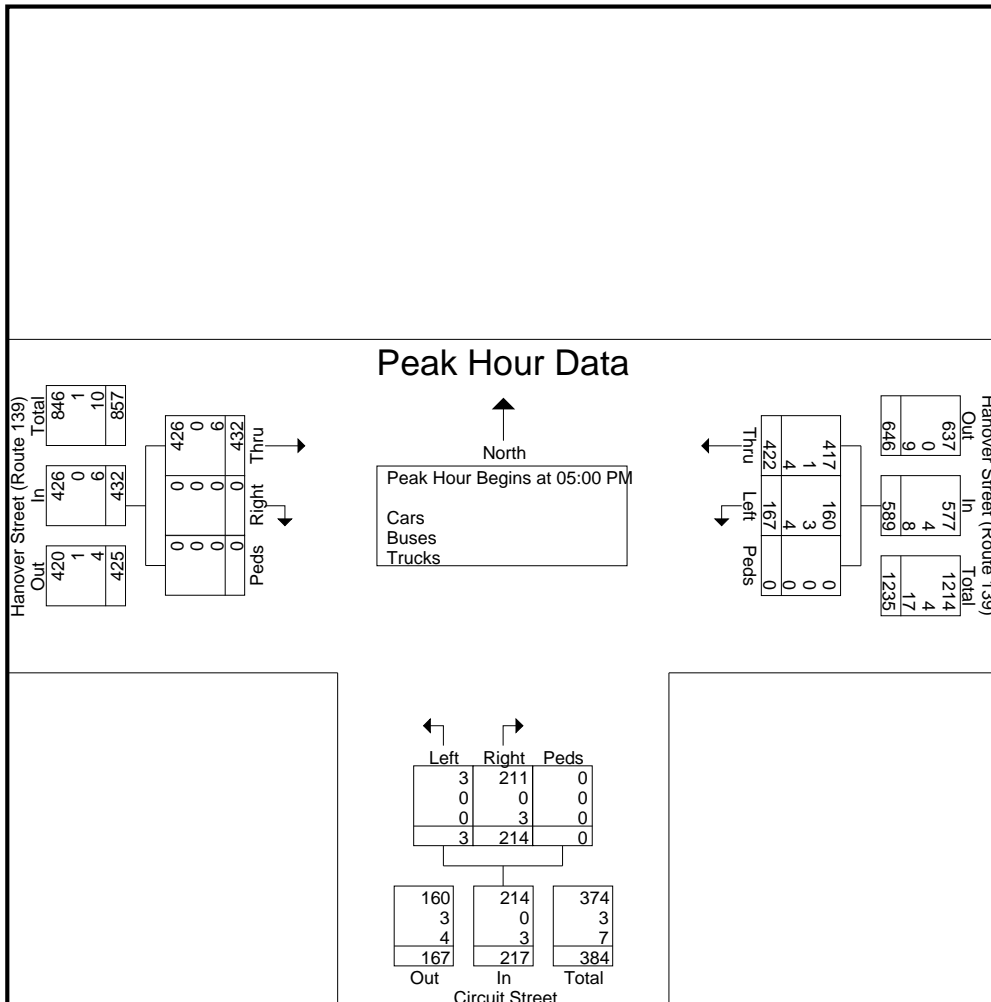 Peak Hour Data
North
Peak Hour Begins at 05:00 PM
Cars
Buses
Trucks
Hanover Street (Route 139)
Total
846
1
10
857
In
426
0
6
432
Out
420
1
4
425
Thru
426
0
6
432
Right
0
0
0
0
Peds
0
0
0
0
Hanover Street (Route 139)
Out
637
0
9
646
In
577
4
8
589
Total
1214
4
17
1235
Thru
417
1
4
422
Left
160
3
4
167
Peds
0
0
0
0
Left Right Peds
3 211 0
0 0 0
0 3 0
3 214 0
160 214 374
3 0 3
4 3 7
167 217 384
Out In Total
Circuit Street